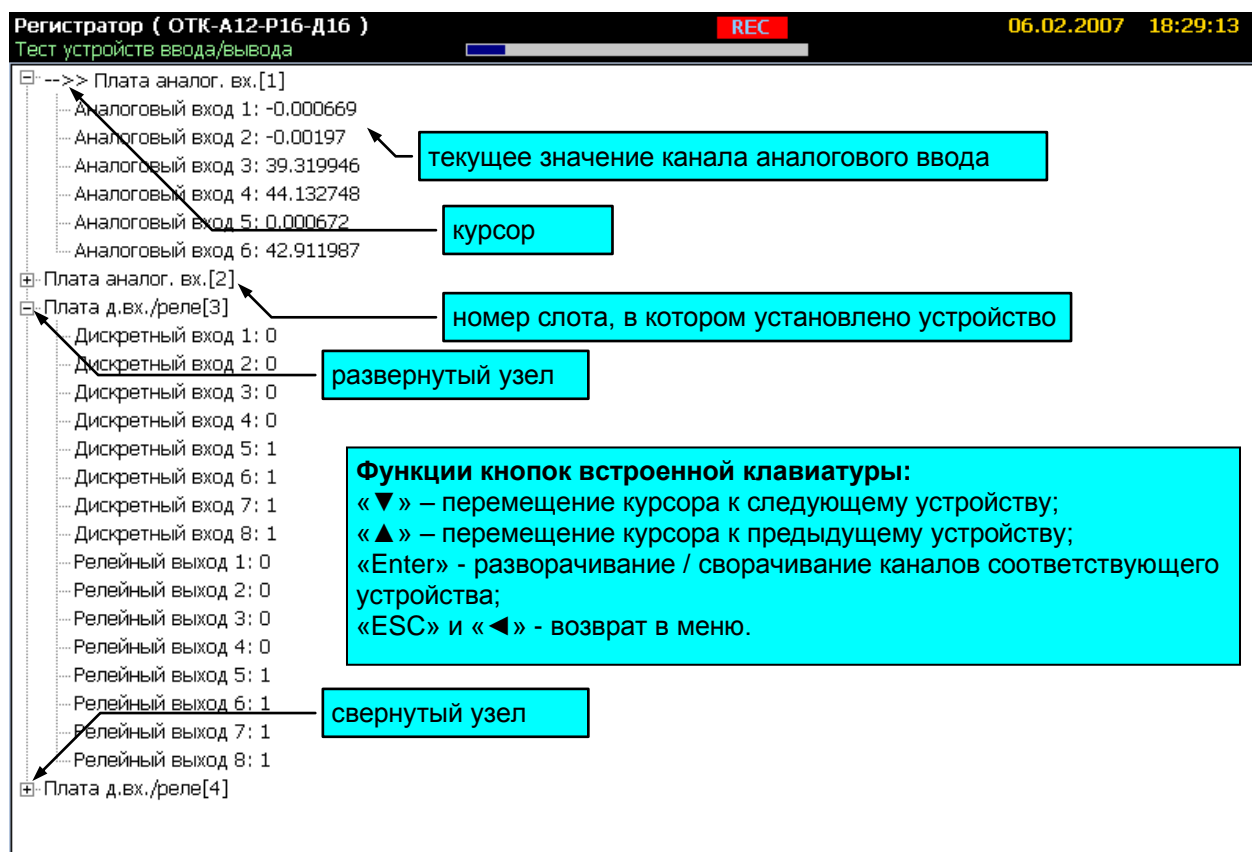 Регистратор ( ОТК-А12-Р16-Д16 ) REC 06.02.2007 18:29:13
Тест устройств ввода/вывода
-->> Плата аналог. вх.[1]
Аналоговый вход 1: -0.000669
Аналоговый вход 2: -0.00197
текущее значение канала аналогового ввода
Аналоговый вход 3: 39.319946
Аналоговый вход 4: 44.132748
Аналоговый вход 5: 0.000672
курсор
Аналоговый вход 6: 42.911987
Плата аналог. вх.[2]
Плата д.вх./реле[3]
номер слота, в котором установлено устройство
Дискретный вход 1: 0
Дискретный вход 2: 0
развернутый узел
Дискретный вход 3: 0
Дискретный вход 4: 0
Дискретный вход 5: 1
Дискретный вход 6: 1
Дискретный вход 7: 1
Дискретный вход 8: 1
Релейный выход 1: 0
Релейный выход 2: 0
Релейный выход 3: 0
Релейный выход 4: 0
Релейный выход 5: 1
Релейный выход 6: 1
Релейный выход 7: 1
Релейный выход 8: 1
Функции кнопок встроенной клавиатуры:
«▼» – перемещение курсора к следующему устройству;
«▲» – перемещение курсора к предыдущему устройству;
«Enter» - разворачивание / сворачивание каналов соответствующего
устройства;
«ESC» и «◄» - возврат в меню.
свернутый узел
Плата д.вх./реле[4]